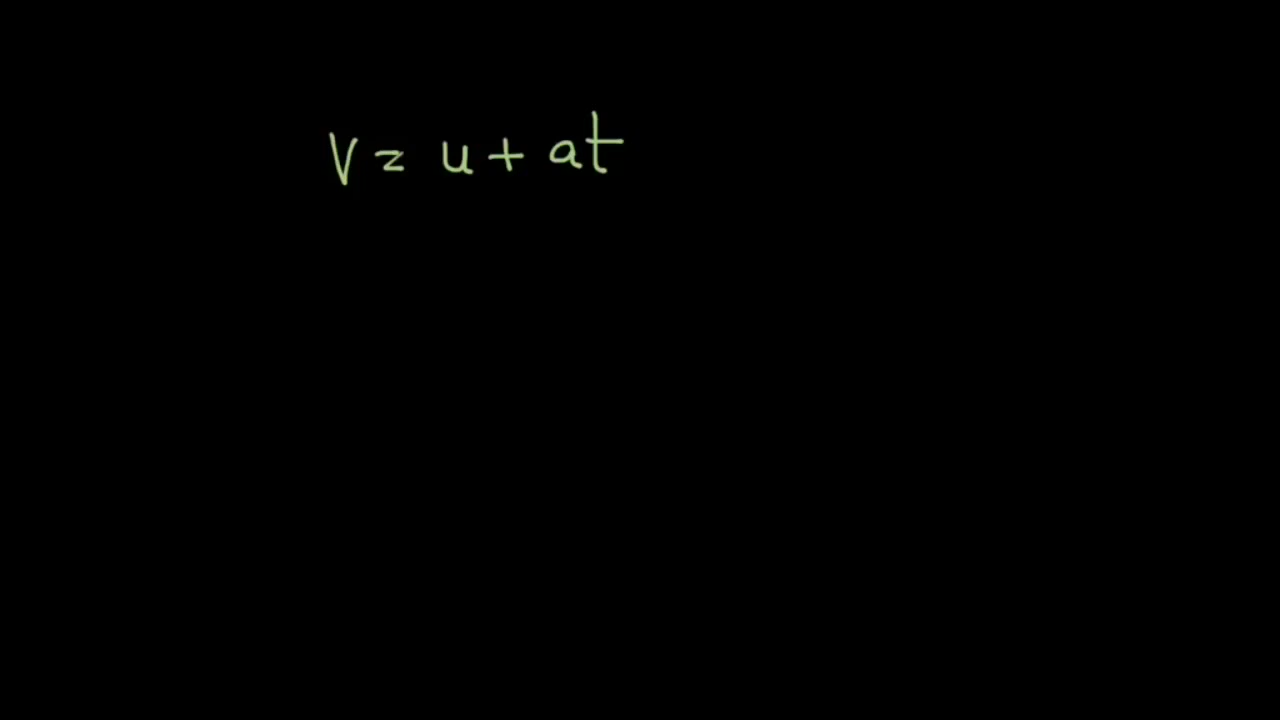 v = u + at